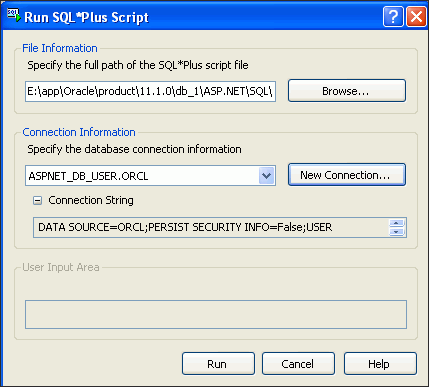 Run SQL*Plus Script
File Information
Specify the full path of the SQL*Plus script file
E:\app\Oracle\product\11.1.0\db_1\ASP.NET\SQL\
Browse...
Connection Information
Specify the database connection information
ASPNET_DB_USER.ORCL
New Connection...
Connection String
DATA SOURCE=ORCL;PERSIST SECURITY INFO=False;USER
User Input Area
Run
Cancel
Help